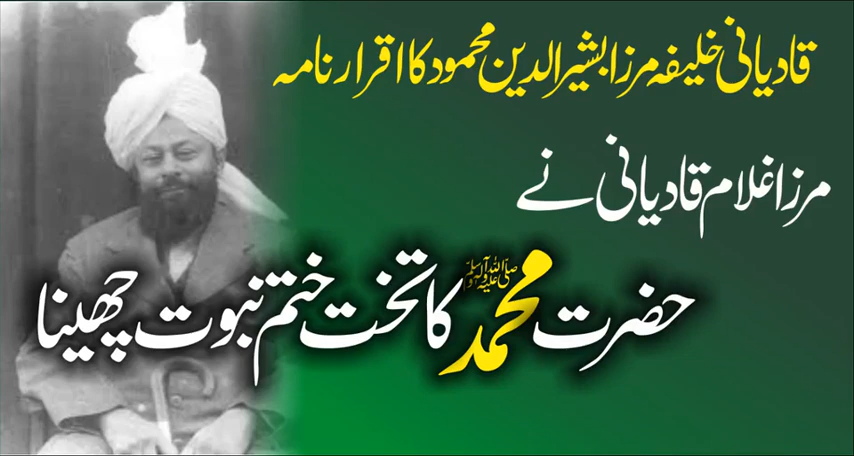 قادیانی خلیفہ مرزا بشیر الدین محمود کا اقرار نامہ
مرزا غلام قادیانی نے
حضرت محمد ﷺ کا تخت ختم نبوت چھینا